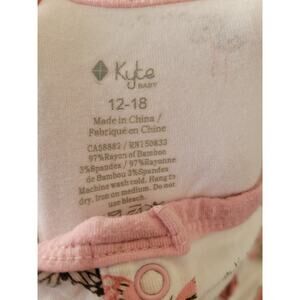 Kyte
BABY
12-18
Made in China /
Fabriqué en Chine
CA58882 / RN150833
97%Rayon of Bamboo
3%Spandex / 97%Rayonne
de Bambou 3%Spandex.
Machine wash cold. Hang to
dry. Iron on medium. Do not
use bleach.